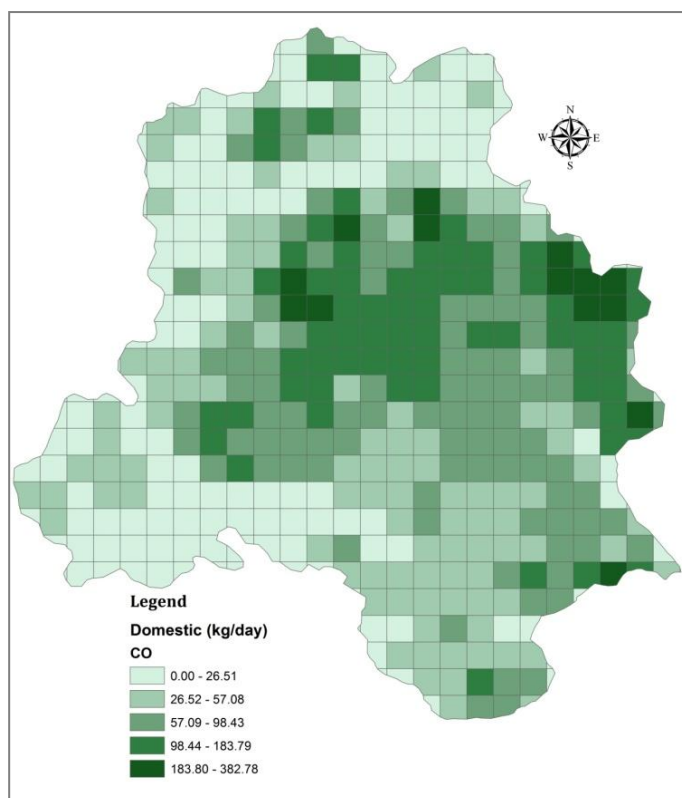 N
W E
S
Legend
Domestic (kg/day)
CO
0.00 - 26.51
26.52 - 57.08
57.09 - 98.43
98.44 - 183.79
183.80 - 382.78